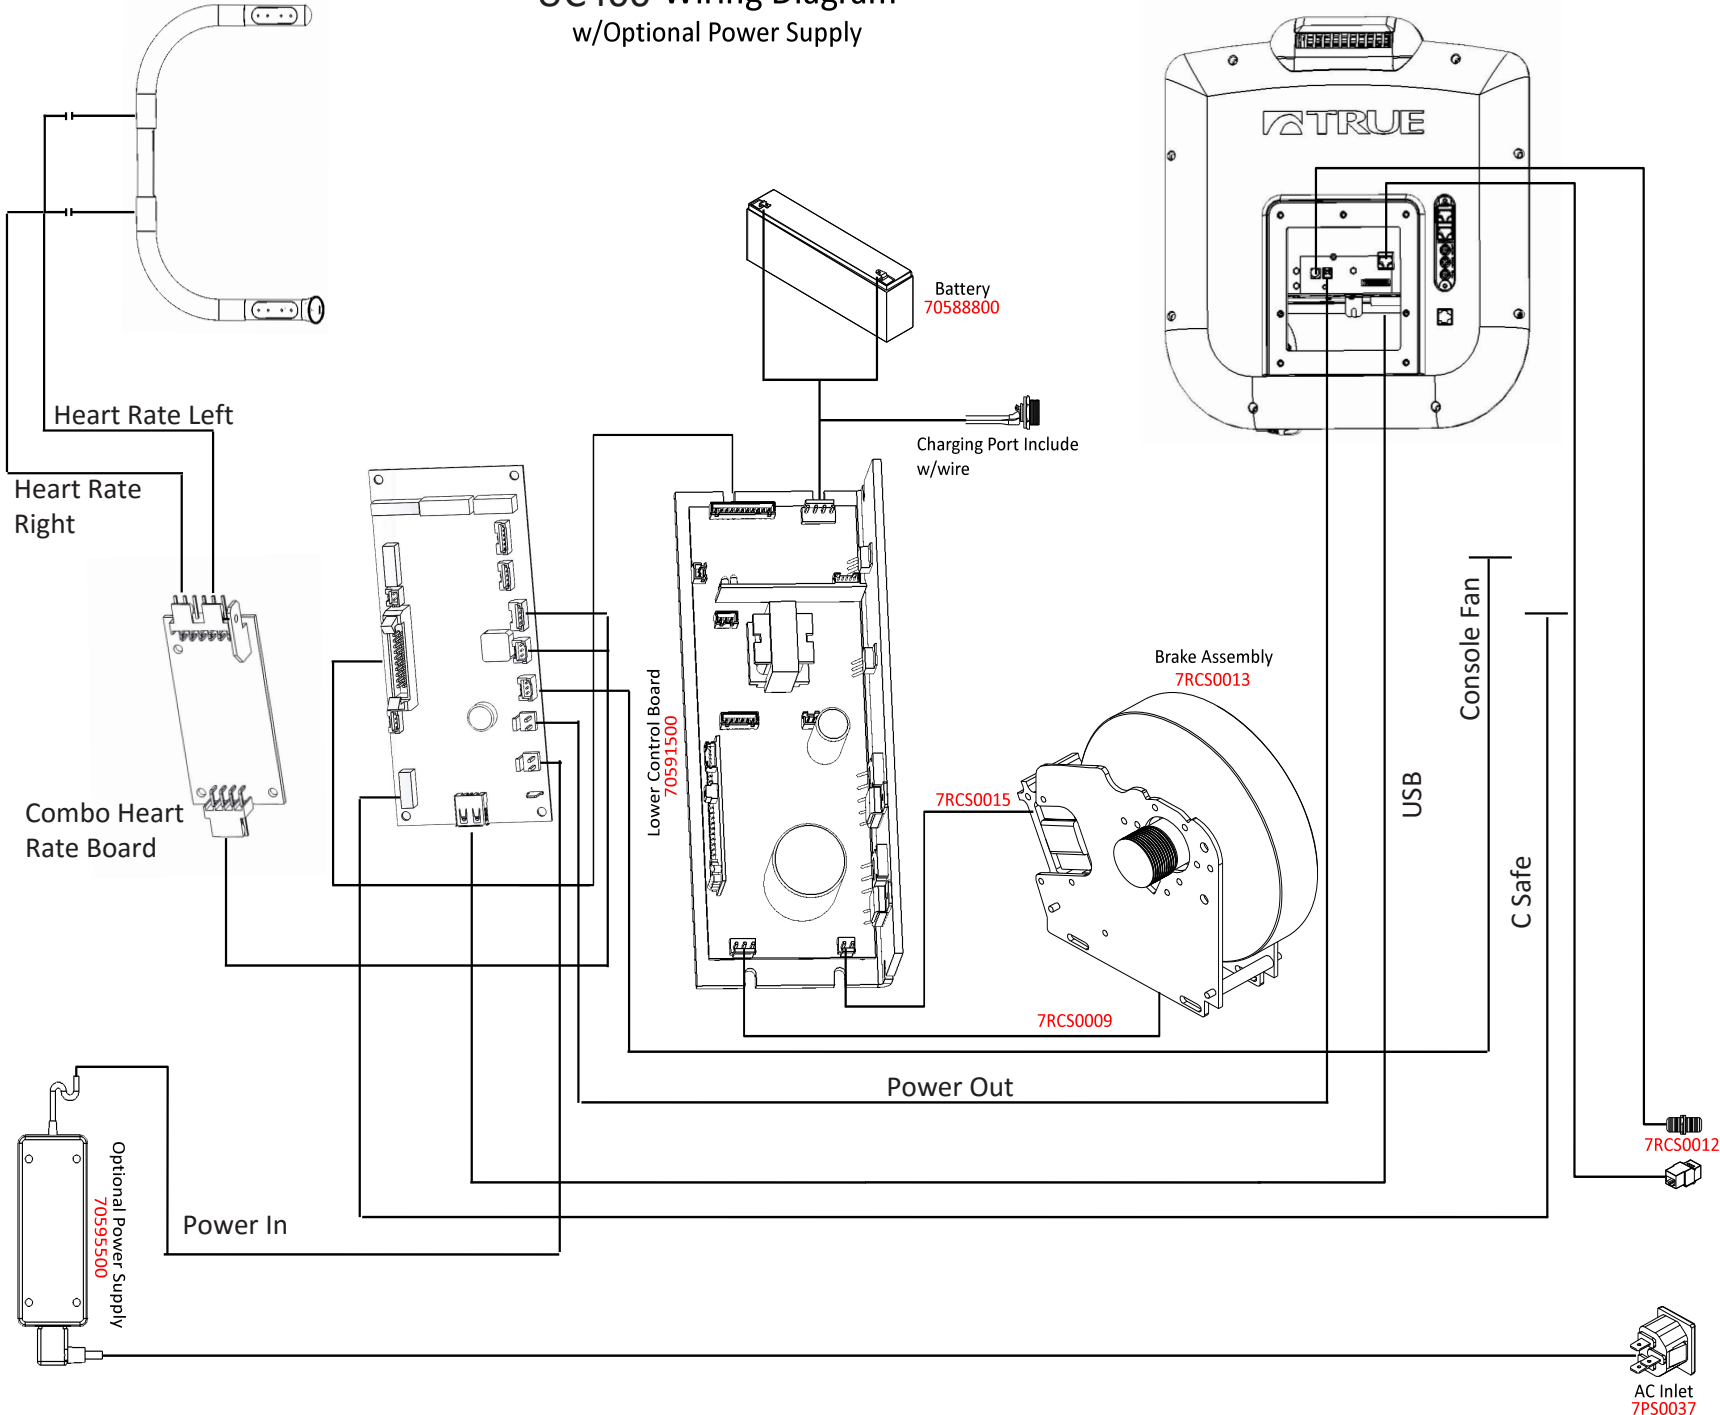 Wiring Diagram
w/Optional Power Supply
TRUE
Battery
70588800
Heart Rate Left
Charging Port Include
w/wire
Heart Rate
Right
Console Fan
Brake Assembly
7RCS0013
Lower Control Board
70591500
USB
7RCS0015
Combo Heart
Rate Board
C Safe
7RCS0009
Power Out
7RCS0012
Optional Power Supply
70595500
Power In
AC Inlet
7PS0037